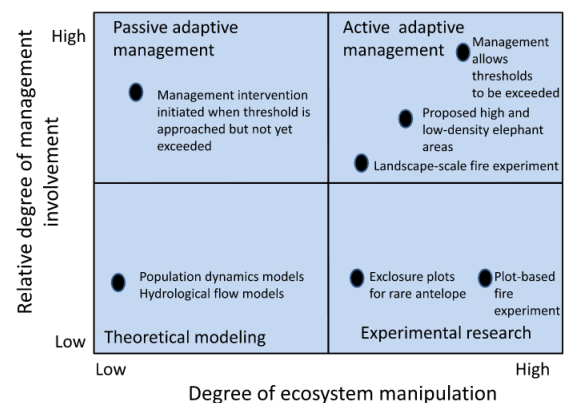 High
Relative degree of management
involvement
Low
Passive adaptive
management
Management intervention
initiated when threshold is
approached but not yet
exceeded
Active adaptive
management
Management
allows
thresholds
to be exceeded
Proposed high and
low-density elephant
areas
Landscape-scale fire experiment
Population dynamics models
Hydrological flow models
Theoretical modeling
Exclosure plots
for rare antelope
Plot-based
fire
experiment
Experimental research
Low
High
Degree of ecosystem manipulation